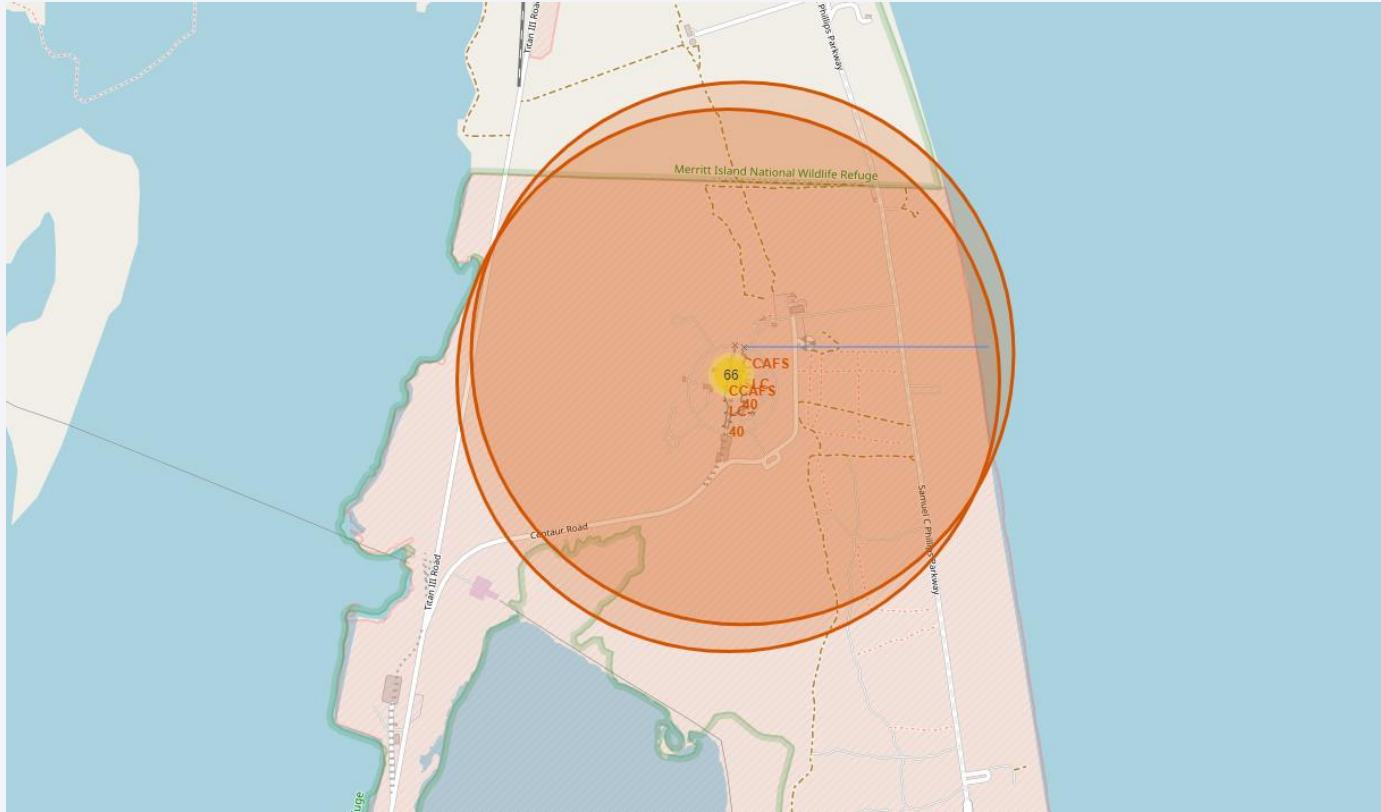 Titan III Road
Phillips Parkway
Merritt Island National Wildlife Refuge
CCAFS
LC
40
66
CCAFS
LC-
40
Samuel C Phillips Parkway
Centaur Road
Titan III Road
uge